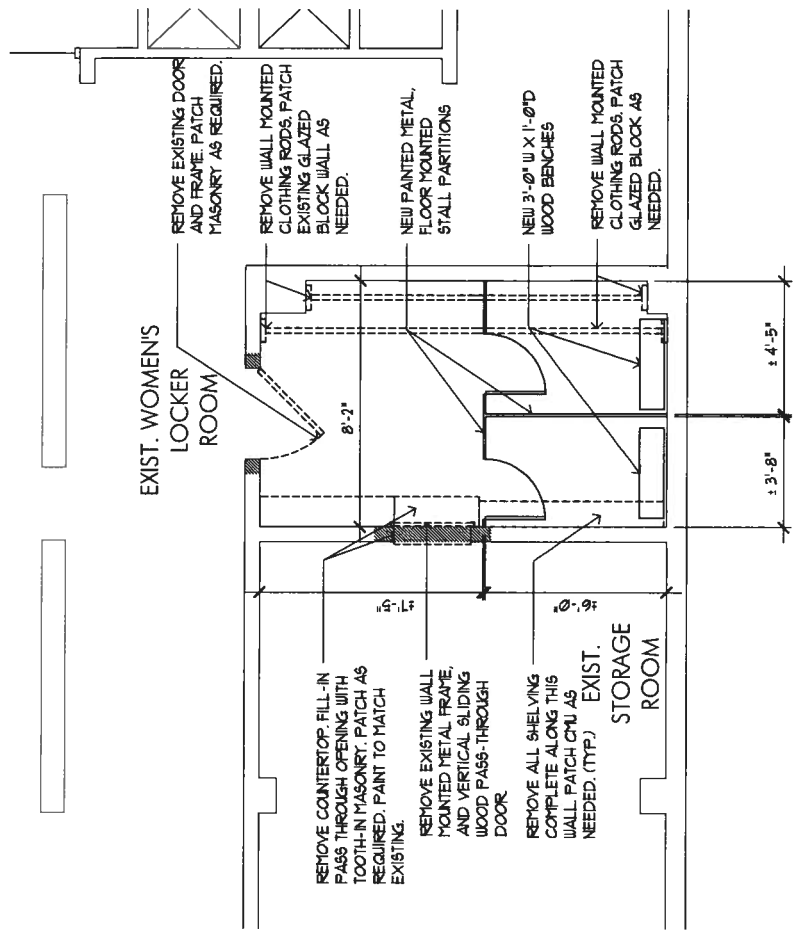 EXIST. WOMEN'S
LOCKER
ROOM
REMOVE EXISTING DOOR
AND FRAME. PATCH
MASONRY AS REQUIRED.
REMOVE WALL MOUNTED
CLOTHING RODS. PATCH
EXISTING GLAZED
BLOCK WALL AS
NEEDED.
NEW PAINTED METAL,
FLOOR MOUNTED
STALL PARTITIONS
NEW 3'-0" W X 1'-0"D
WOOD BENCHES
REMOVE WALL MOUNTED
CLOTHING RODS. PATCH
GLAZED BLOCK AS
NEEDED.
8'-2"
±7'-5"
±6'-0"
±3'-8"
±4'-5"
REMOVE COUNTERTOP. FILL-IN
PASS THROUGH OPENING WITH
TOOTH-IN MASONRY. PATCH AS
REQUIRED. PAINT TO MATCH
EXISTING.
REMOVE EXISTING WALL
MOUNTED METAL FRAME,
AND VERTICAL SLIDING
WOOD PASS-THROUGH
DOOR
REMOVE ALL SHELVING
COMPLETE ALONG THIS
WALL PATCH CMU AS
NEEDED. (TYP.)
EXIST.
STORAGE
ROOM